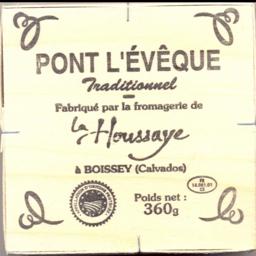 PONT L'ÉVÊQUE
Traditionnel
Fabriqué par la fromagerie de
la Houssaye
à BOISSEY (Calvados)
Poids net :
360g
FR
14.081.01
CE